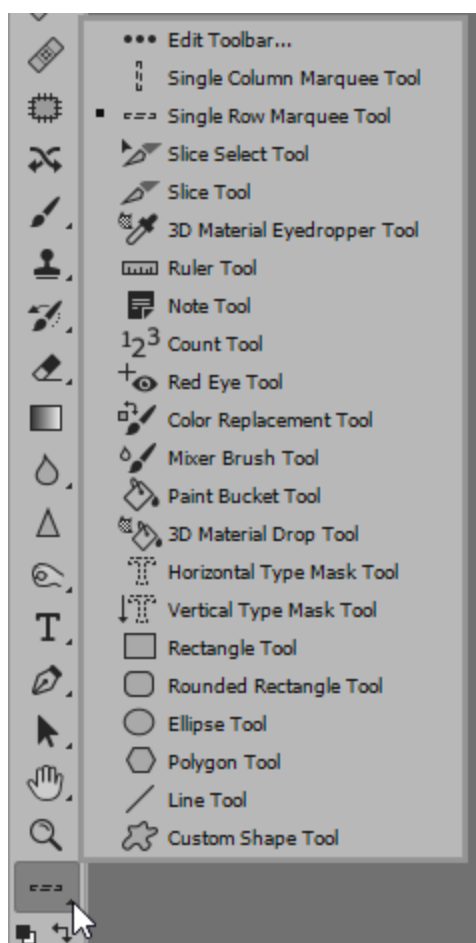 Edit Toolbar...
Single Column Marquee Tool
Single Row Marquee Tool
Slice Select Tool
Slice Tool
3D Material Eyedropper Tool
Ruler Tool
Note Tool
123 Count Tool
Red Eye Tool
Color Replacement Tool
Mixer Brush Tool
Paint Bucket Tool
3D Material Drop Tool
Horizontal Type Mask Tool
Vertical Type Mask Tool
T
Rectangle Tool
Rounded Rectangle Tool
Ellipse Tool
Polygon Tool
Line Tool
Custom Shape Tool